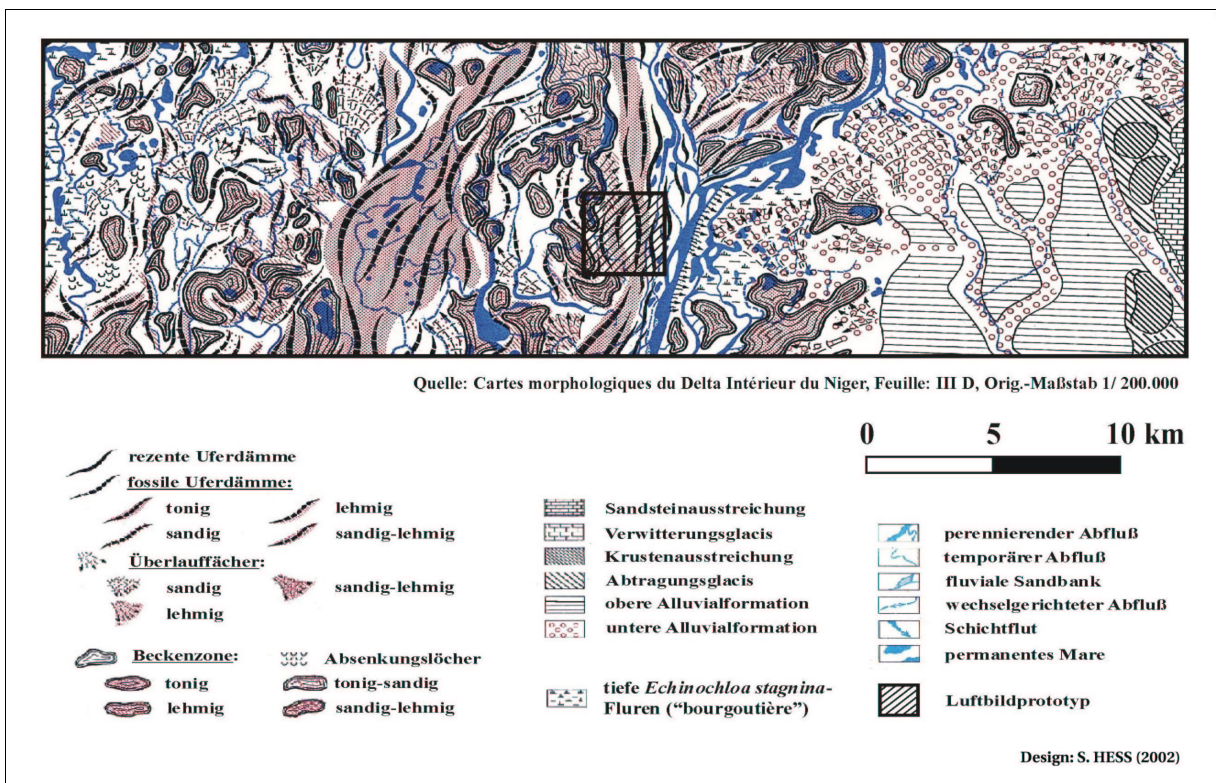 Quelle: Cartes morphologiques du Delta Intérieur du Niger, Feuille: III D, Orig.-Maßstab 1/ 200.000
0 5 10 km
rezente Uferdämme
fossile Uferdämme:
tonig
lehmig
sandig
sandig-lehmig
Überlauffächer:
sandig
sandig-lehmig
lehmig
Beckenzone:
Absenkungslöcher
tonig
tonig-sandig
lehmig
sandig-lehmig
Sandsteinausstreichung
Verwitterungsglacis
Krustenausstreichung
Abtragungsglacis
obere Alluvialformation
untere Alluvialformation
tiefe Echinochloa stagnina-
Fluren (“bourgoutière”)
perennierender Abfluß
temporärer Abfluß
fluviale Sandbank
wechselgerichteter Abfluß
Schichtflut
permanentes Mare
Luftbildprototyp
Design: S. HESS (2002)